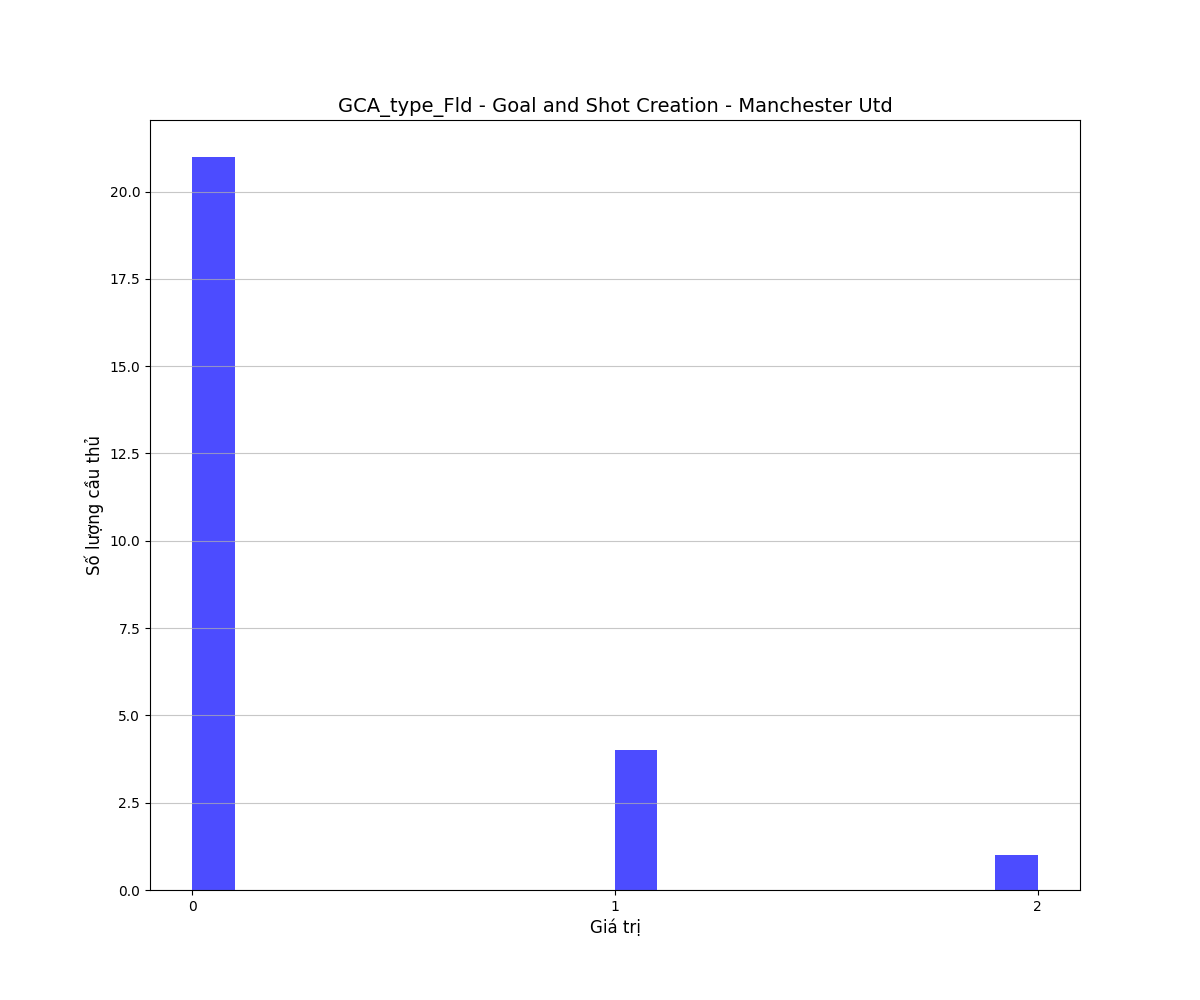 GCA_type_Fld - Goal and Shot Creation - Manchester Utd
Số lượng cầu thủ
20.0
17.5
15.0
12.5
10.0
7.5
5.0
2.5
0.0
0 1 2
Giá trị